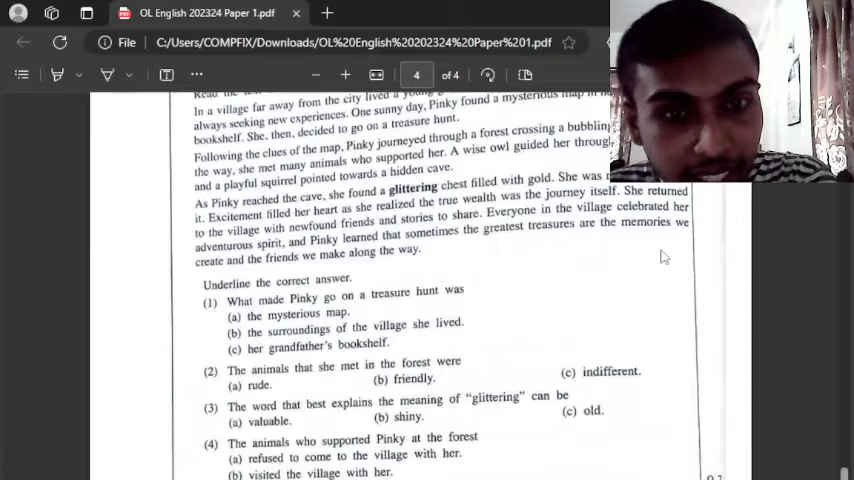 OL English 202324 Paper 1.pdf
File C:/Users/COMPFIX/Downloads/OL%20English%20202324%20Paper%201.pdf
4 of 4
In a village far away from the city lived a young
always seeking new experiences. One sunny day, Pinky found a mysterious map in
bookshelf. She, then, decided to go on a treasure hunt.
Following the clues of the map, Pinky journeyed through a forest crossing a bubbling
the way, she met many animals who supported her. A wise owl guided her through
and a playful squirrel pointed towards a hidden cave.
As Pinky reached the cave, she found a glittering chest filled with gold. She was
it. Excitement filled her heart as she realized the true wealth was the journey itself. She returned
to the village with newfound friends and stories to share. Everyone in the village celebrated her
adventurous spirit, and Pinky learned that sometimes the greatest treasures are the memories we
create and the friends we make along the way.
Underline the correct answer.
(1) What made Pinky go on a treasure hunt was
(a) the mysterious map.
(b) the surroundings of the village she lived.
(c) her grandfather's bookshelf.
(2) The animals that she met in the forest were
(a) rude. (b) friendly. (c) indifferent.
(3) The word that best explains the meaning of "glittering" can be
(a) valuable. (b) shiny. (c) old.
(4) The animals who supported Pinky at the forest
(a) refused to come to the village with her.
(b) visited the village with her.